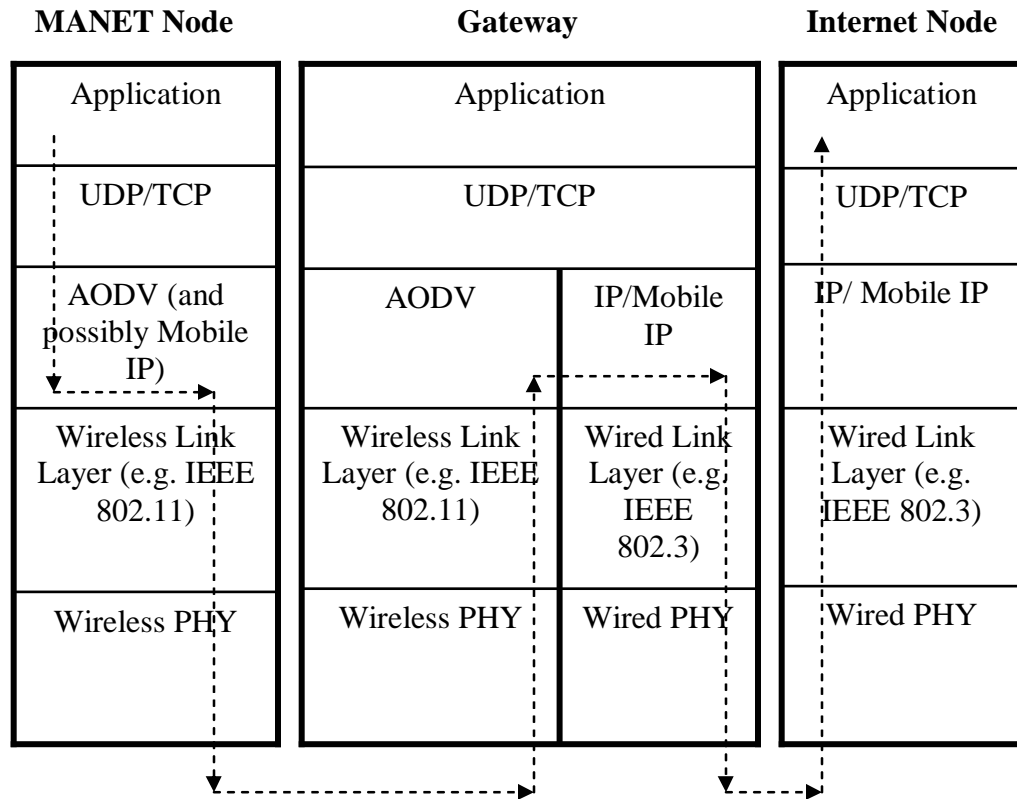 MANET Node
Gateway
Internet Node
Application
UDP/TCP
AODV (and
possibly Mobile
IP)
Wireless Link
Layer (e.g. IEEE
802.11)
Wireless PHY
Application
UDP/TCP
AODV
IP/Mobile
IP
Wireless Link
Layer (e.g. IEEE
802.11)
Wired Link
Layer (e.g.
IEEE
802.3)
Wireless PHY
Wired PHY
Application
UDP/TCP
IP/ Mobile IP
Wired Link
Layer (e.g.
IEEE 802.3)
Wired PHY